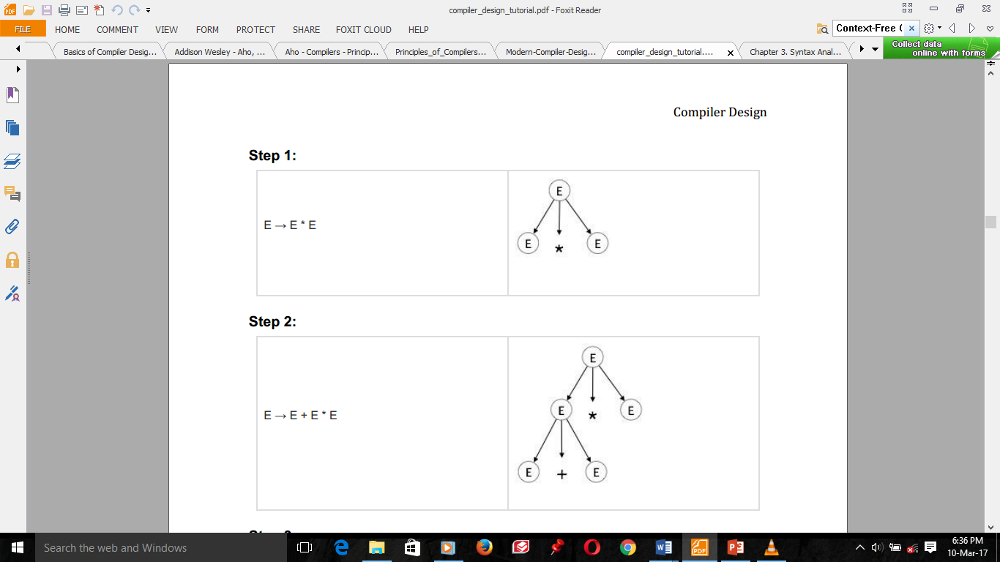 compiler_design_tutorial.pdf - Foxit Reader
FILE HOME COMMENT VIEW FORM PROTECT SHARE FOXIT CLOUD HELP Context-Free (
Basics of Compiler Desig... Addison Wesley - Aho, ... Aho - Compilers - Princip... Principles_of_Compilers... Modern-Compiler-Desig... compiler_design_tutorial.... Chapter 3. Syntax Anal...
Collect data
online with forms
Compiler Design
Step 1:
E
E → E * E
E * E
Step 2:
E
E → E + E * E
E * E
E + E
Search the web and Windows
6:36 PM
10-Mar-17